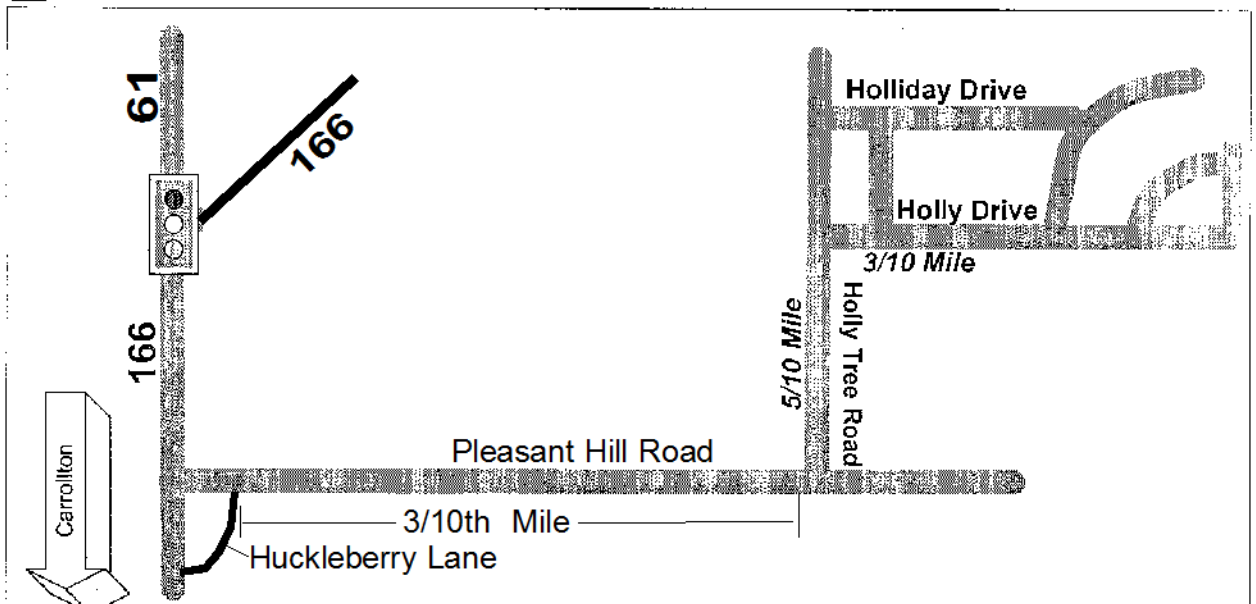 61
166
Holliday Drive
Holly Drive
3/10 Mile
166
5/10 Mile
Holly Tree Road
Carrollton
Pleasant Hill Road
3/10th Mile
Huckleberry Lane